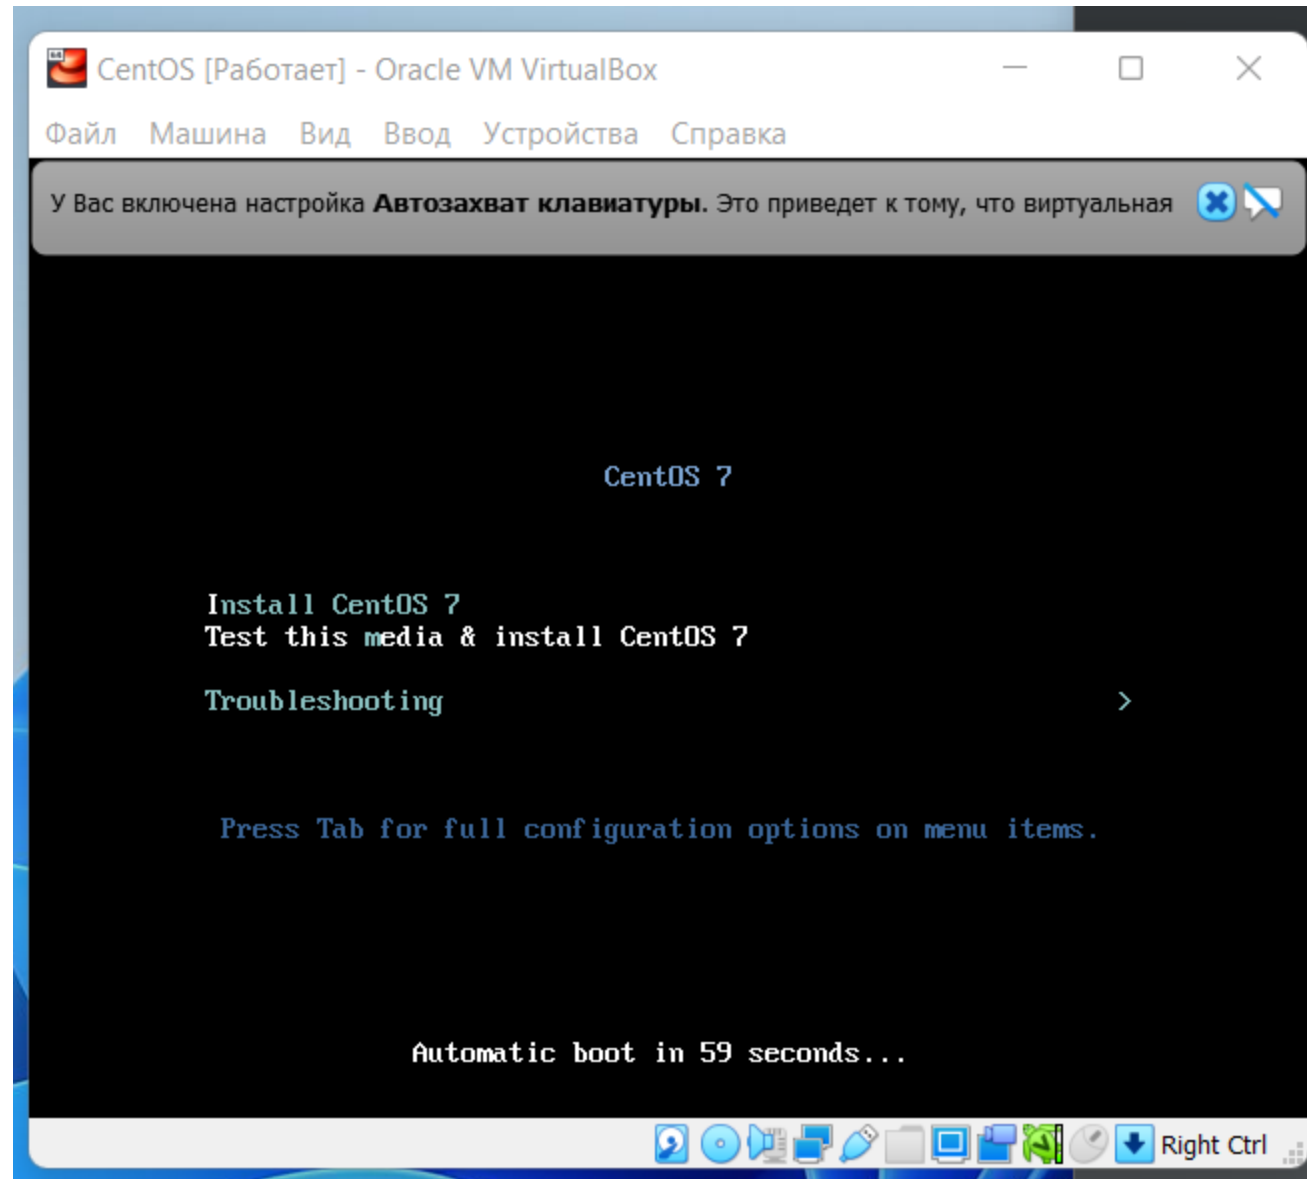 CentOS [Работает] - Oracle VM VirtualBox
Файл Машина Вид Ввод Устройства Справка
У Вас включена настройка Автозахват клавиатуры. Это приведет к тому, что виртуальная
CentOS 7
Install CentOS 7
Test this media & install CentOS 7
Troubleshooting >
Press Tab for full configuration options on menu items.
Automatic boot in 59 seconds...
Right Ctrl